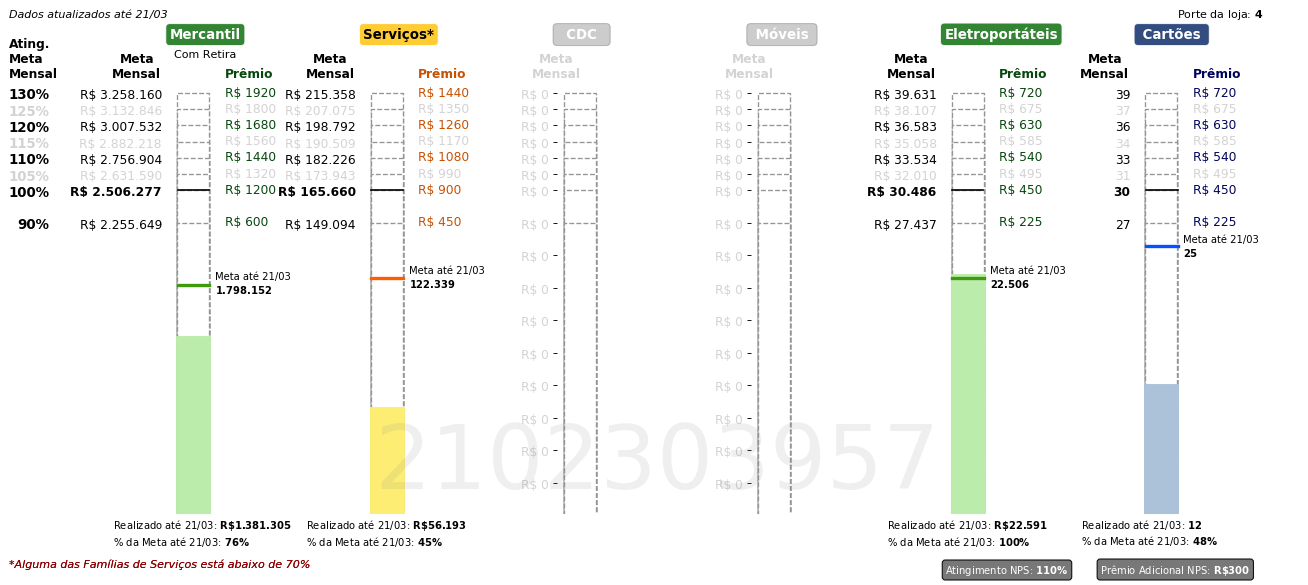 Dados atualizados até 21/03
Porte da loja: 4
Mercantil Serviços* CDC Móveis Eletroportáteis Cartões
Com Retira
Ating. Meta Mensal
Meta Mensal Prêmio Meta Mensal Prêmio Meta Mensal Meta Mensal Meta Mensal Prêmio Meta Mensal Prêmio
130% R$ 3.258.160 R$ 1920 R$ 215.358 R$ 1440 R$ 0 R$ 0 R$ 39.631 R$ 720 39 R$ 720
125% R$ 3.132.846 R$ 1800 R$ 207.075 R$ 1350 R$ 0 R$ 0 R$ 38.107 R$ 675 37 R$ 675
120% R$ 3.007.532 R$ 1680 R$ 198.792 R$ 1260 R$ 0 R$ 0 R$ 36.583 R$ 630 36 R$ 630
115% R$ 2.882.218 R$ 1560 R$ 190.509 R$ 1170 R$ 0 R$ 0 R$ 35.058 R$ 585 34 R$ 585
110% R$ 2.756.904 R$ 1440 R$ 182.226 R$ 1080 R$ 0 R$ 0 R$ 33.534 R$ 540 33 R$ 540
105% R$ 2.631.590 R$ 1320 R$ 173.943 R$ 990 R$ 0 R$ 0 R$ 32.010 R$ 495 31 R$ 495
100% R$ 2.506.277 R$ 1200 R$ 165.660 R$ 900 R$ 0 R$ 0 R$ 30.486 R$ 450 30 R$ 450
90% R$ 2.255.649 R$ 600 R$ 149.094 R$ 450 R$ 0 R$ 0 R$ 27.437 R$ 225 27 R$ 225
Meta até 21/03
25
R$ 0 R$ 0
Meta até 21/03 Meta até 21/03 Meta até 21/03
1.798.152 122.339 22.506
R$ 0 R$ 0
R$ 0 R$ 0
R$ 0 R$ 0
R$ 0 R$ 0
R$ 0 R$ 0
R$ 0 R$ 0
2102303957
R$ 0 R$ 0
Realizado até 21/03: R$1.381.305 Realizado até 21/03: R$56.193 Realizado até 21/03: R$22.591 Realizado até 21/03: 12
% da Meta até 21/03: 76% % da Meta até 21/03: 45% % da Meta até 21/03: 100% % da Meta até 21/03: 48%
*Alguma das Famílias de Serviços está abaixo de 70%
Atingimento NPS: 110% Prêmio Adicional NPS: R$300